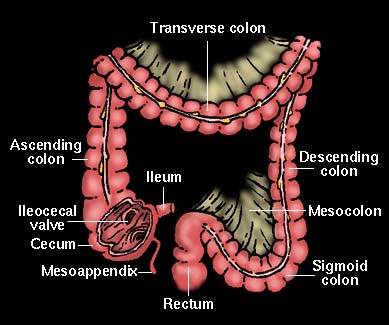 Transverse colon
Ascending
colon
Ileum
Descending
colon
Ileocecal
valve
Mesocolon
Cecum
Mesoappendix
Sigmoid
colon
Rectum